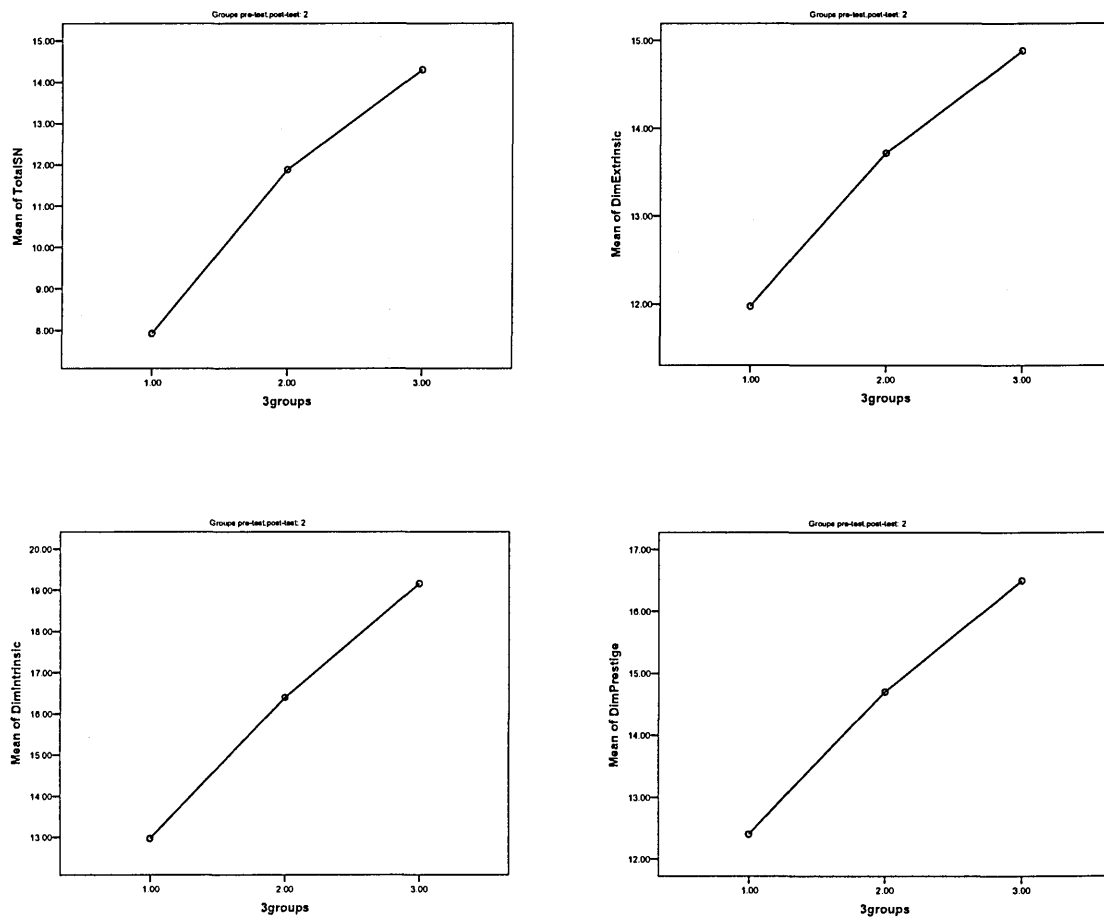 Groups pre-test,post-test: 2
15.00
14.00
13.00
12.00
11.00
10.00
9.00
8.00
Mean of TotalSN
1.00 2.00 3.00
3groups
Groups pre-test,post-test: 2
15.00
14.00
13.00
12.00
Mean of DimExtrinsic
1.00 2.00 3.00
3groups
Groups pre-test,post-test: 2
20.00
19.00
18.00
17.00
16.00
15.00
14.00
13.00
Mean of DimIntrinsic
1.00 2.00 3.00
3groups
Groups pre-test,post-test: 2
17.00
16.00
15.00
14.00
13.00
12.00
Mean of DimPrestige
1.00 2.00 3.00
3groups